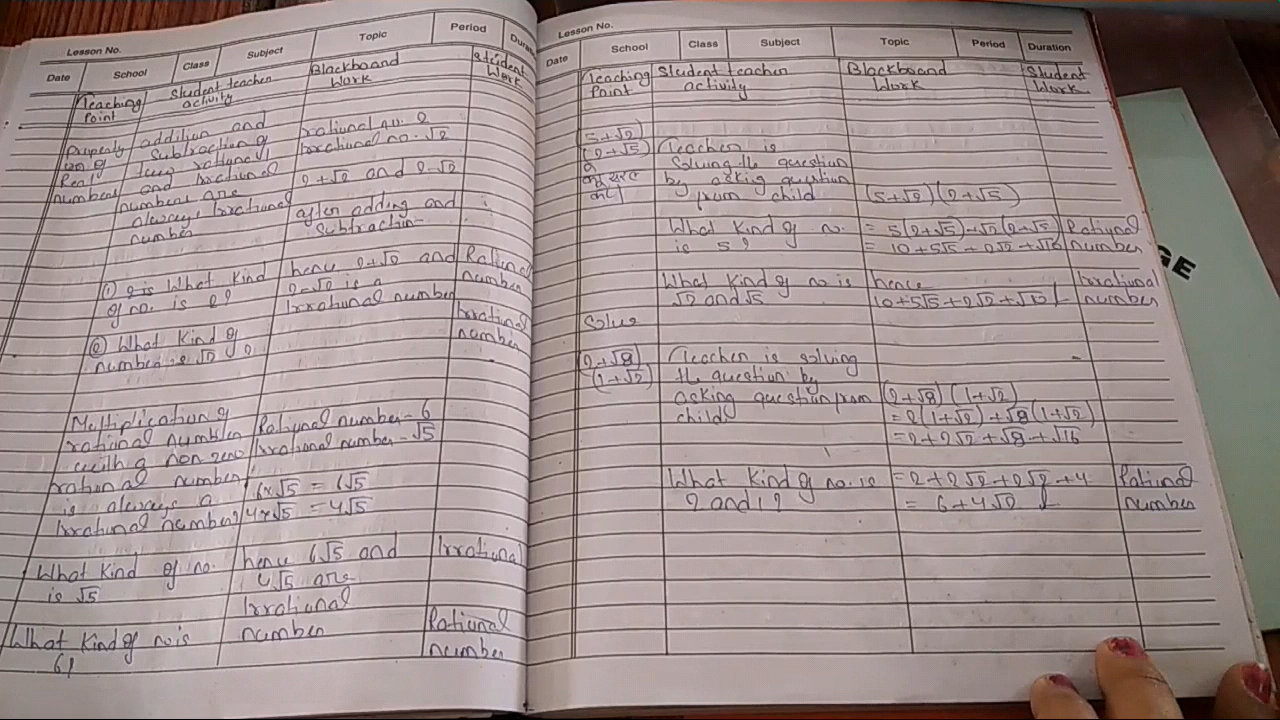 Lesson No.
Date School Class Subject Topic Period
Teaching Point
Student teacher activity
Blackboard Work
Student Work
Property
Real numbers
addition and
Subtraction of
and
numbers are
always Irrational
number
rational no. 2
Irrational no. √2
2+√2 and 2-√2
after adding and
Subtraction
hence 2+√2 and
2-√2 is a
Irrational number
What kind
of no. is 2?
Rational
number
② What kind of
number is √2 ?
Irrational
number
Multiplication of
rational number
with a non zero
rational number
is always a
Irrational number
Rational number - 6
Irrational number - √5
6×√5 = 6√5
4×√5 = 4√5
What kind of no.
is √5
hence 6√5 and
4√5 are
Irrational
number
Irrational
What kind of no is
6?
Rational
number
Lesson No.
Date School Class Subject Topic Period Duration
Teaching Point
Student teacher activity
Blackboard Work
Student Work
(5+√2)
(2+√5)
Teacher is
Solving the question
by asking question
from child
(5+√2)(2+√5)
What kind of no.
is 5?
= 5(2+√5)+√2(2+√5)
= 10+5√5+2√2+√10
Rational
number
What kind of no is
√2 and √5
hence
10+5√5+2√2+√10
Irrational
number
Solve
(2+√8)
(1+√2)
Teacher is solving
the question by
asking question from
child
(2+√8) (1+√2)
=2(1+√2)+√8(1+√2)
=2+2√2+√8+√16
What kind of no. is
2 and 1?
=2+2√2+2√2+4
= 6+4√2
Rational
number